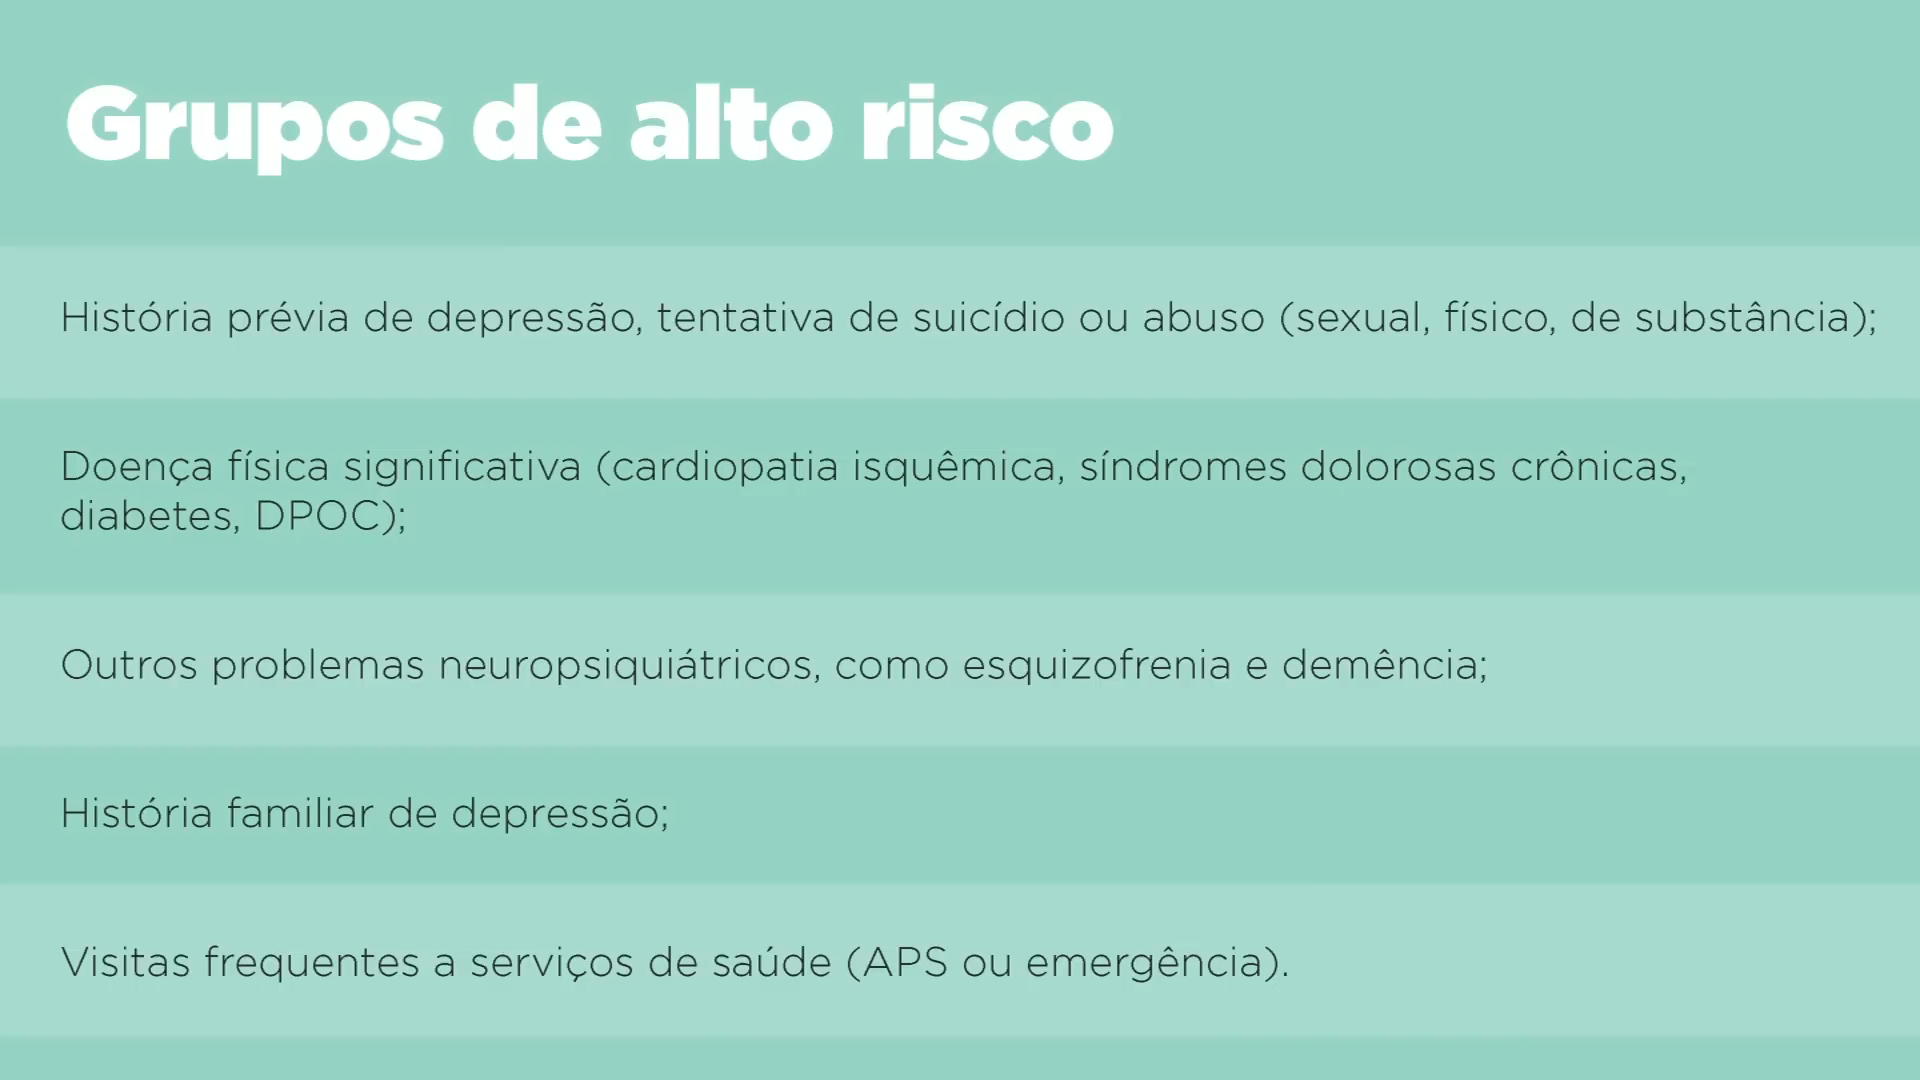 Grupos de alto risco
História prévia de depressão, tentativa de suicídio ou abuso (sexual, físico, de substância);
Doença física significativa (cardiopatia isquêmica, síndromes dolorosas crônicas,
diabetes, DPOC);
Outros problemas neuropsiquiátricos, como esquizofrenia e demência;
História familiar de depressão;
Visitas frequentes a serviços de saúde (APS ou emergência).